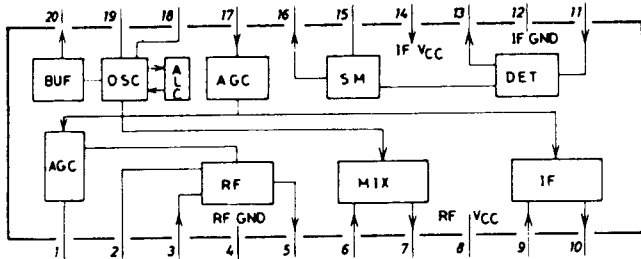 20 19 18 17 16 15 14 13 12 11
IF VCC IF GND
BUF OSC ALC AGC SM DET
AGC RF MIX IF
RF GND RF VCC
1 2 3 4 5 6 7 8 9 10